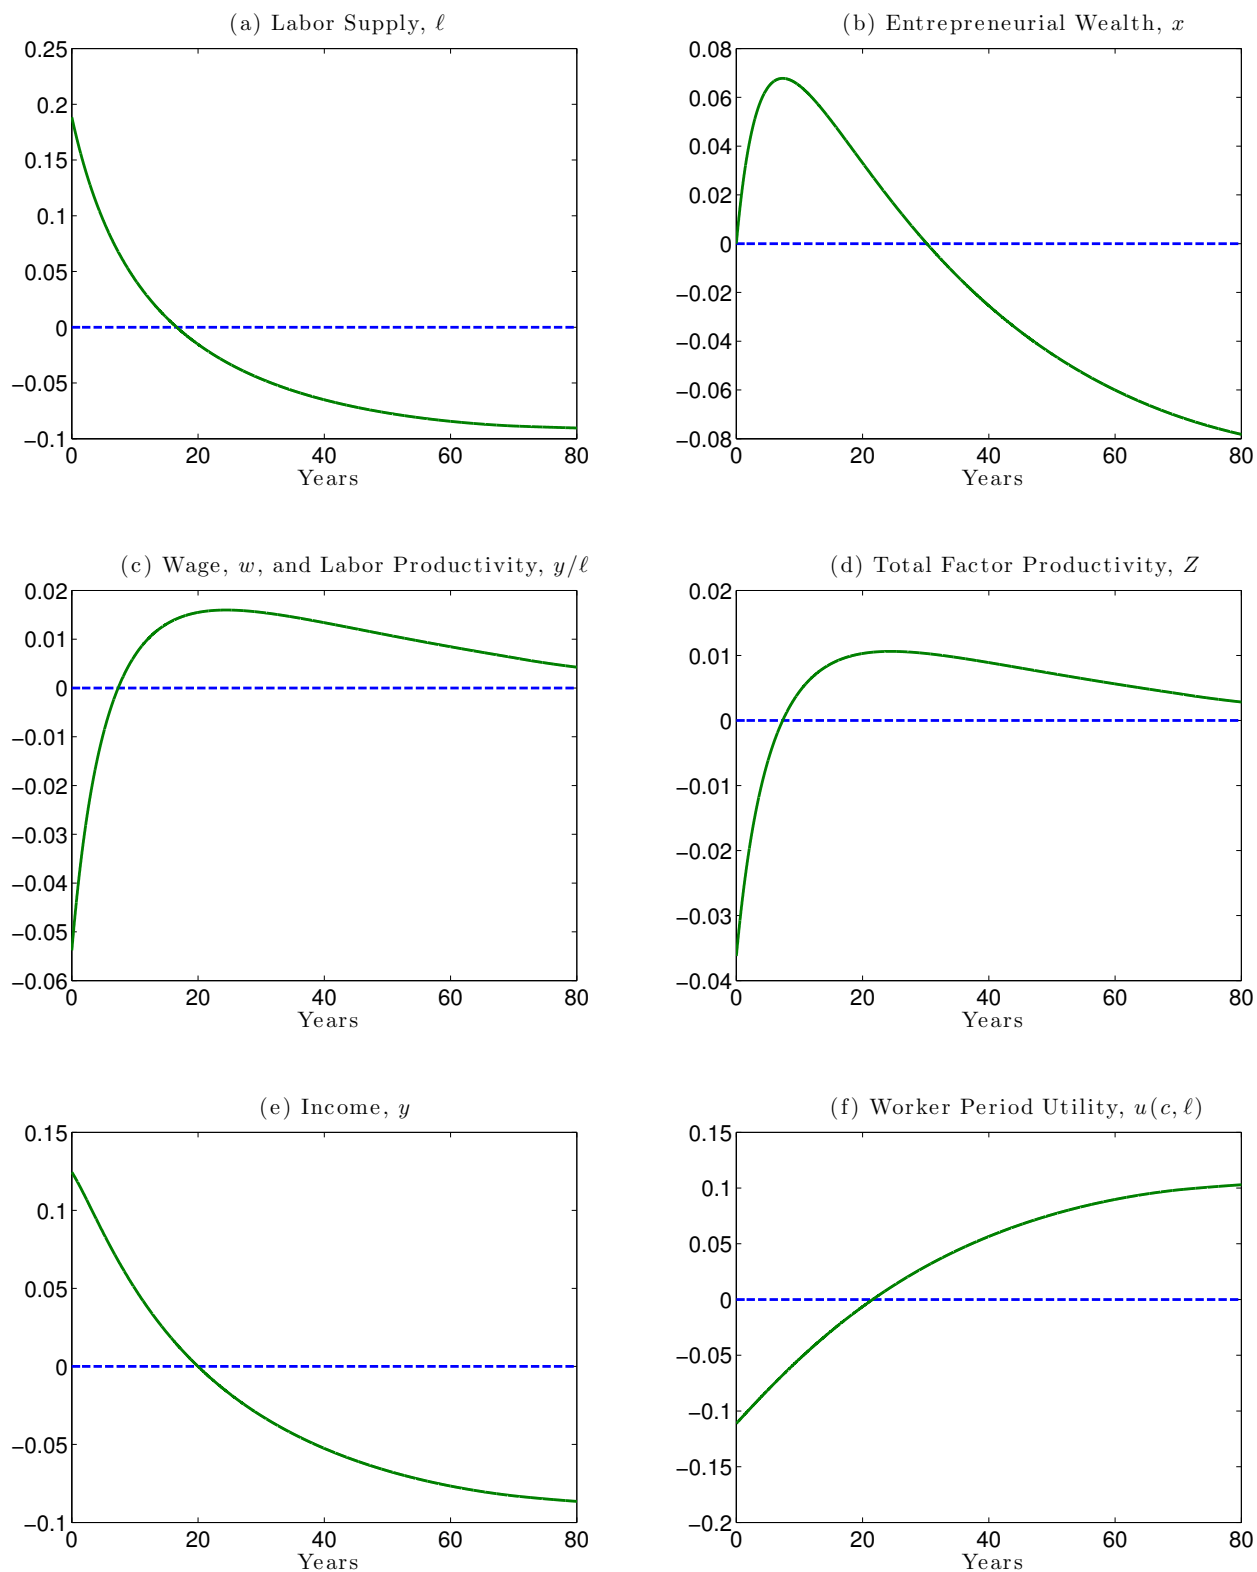 (a) Labor Supply, ℓ
0.25
0.2
0.15
0.1
0.05
0
−0.05
−0.1
0 20 40 60 80
Years
(b) Entrepreneurial Wealth, x
0.08
0.06
0.04
0.02
0
−0.02
−0.04
−0.06
−0.08
0 20 40 60 80
Years
(c) Wage, w, and Labor Productivity, y/ℓ
0.02
0.01
0
−0.01
−0.02
−0.03
−0.04
−0.05
−0.06
0 20 40 60 80
Years
(d) Total Factor Productivity, Z
0.02
0.01
0
−0.01
−0.02
−0.03
−0.04
0 20 40 60 80
Years
(e) Income, y
0.15
0.1
0.05
0
−0.05
−0.1
0 20 40 60 80
Years
(f) Worker Period Utility, u(c, ℓ)
0.15
0.1
0.05
0
−0.05
−0.1
−0.15
−0.2
0 20 40 60 80
Years